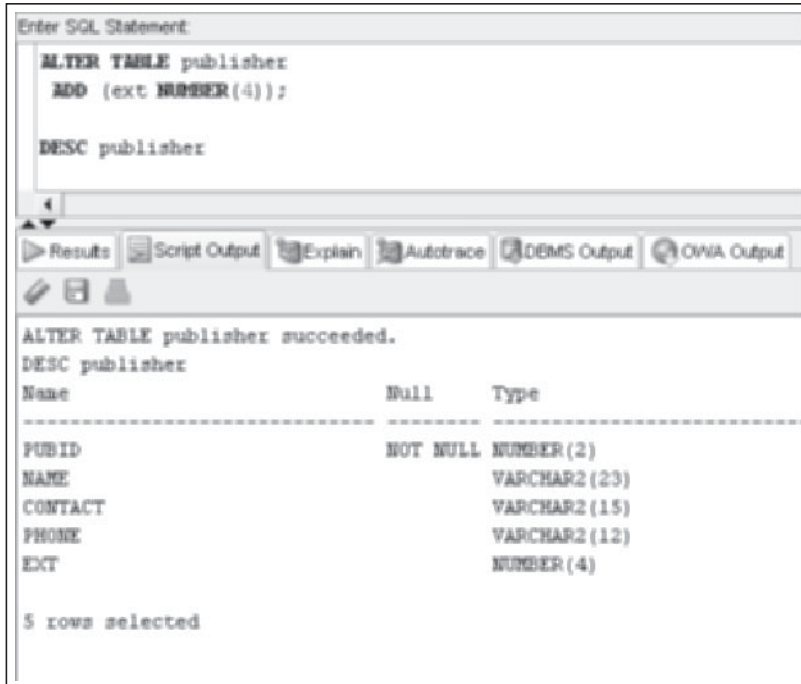 Enter SQL Statement:
ALTER TABLE publisher
ADD (ext NUMBER(4));
DESC publisher
Results Script Output Explain Autotrace DBMS Output OWA Output
ALTER TABLE publisher succeeded.
DESC publisher
Name Null Type
------------------------------ -------- ----------------------
PUBID NOT NULL NUMBER(2)
NAME VARCHAR2(23)
CONTACT VARCHAR2(15)
PHONE VARCHAR2(12)
EXT NUMBER(4)
5 rows selected